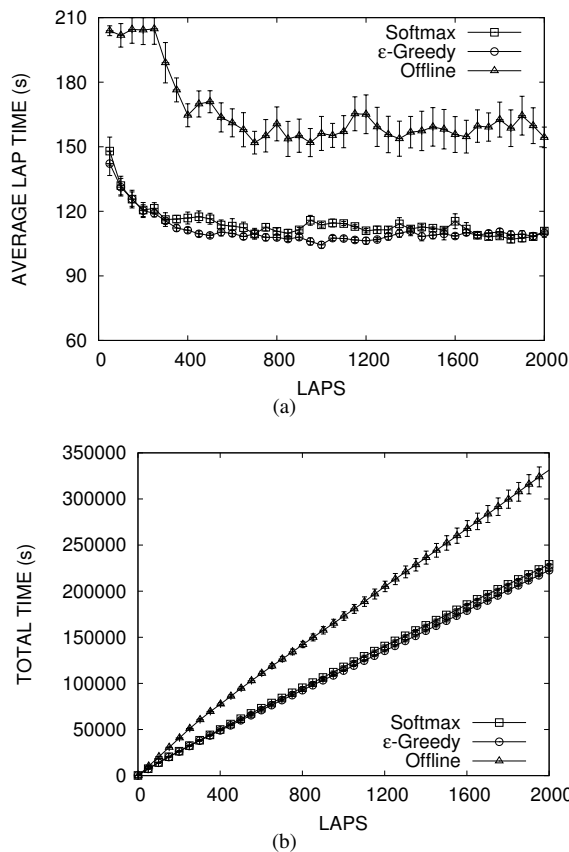 210
180
150
120
90
60
AVERAGE LAP TIME (s)
Softmax
ε-Greedy
Offline
0 400 800 1200 1600 2000
LAPS
(a)
350000
300000
250000
200000
150000
100000
50000
0
TOTAL TIME (s)
Softmax
ε-Greedy
Offline
0 400 800 1200 1600 2000
LAPS
(b)